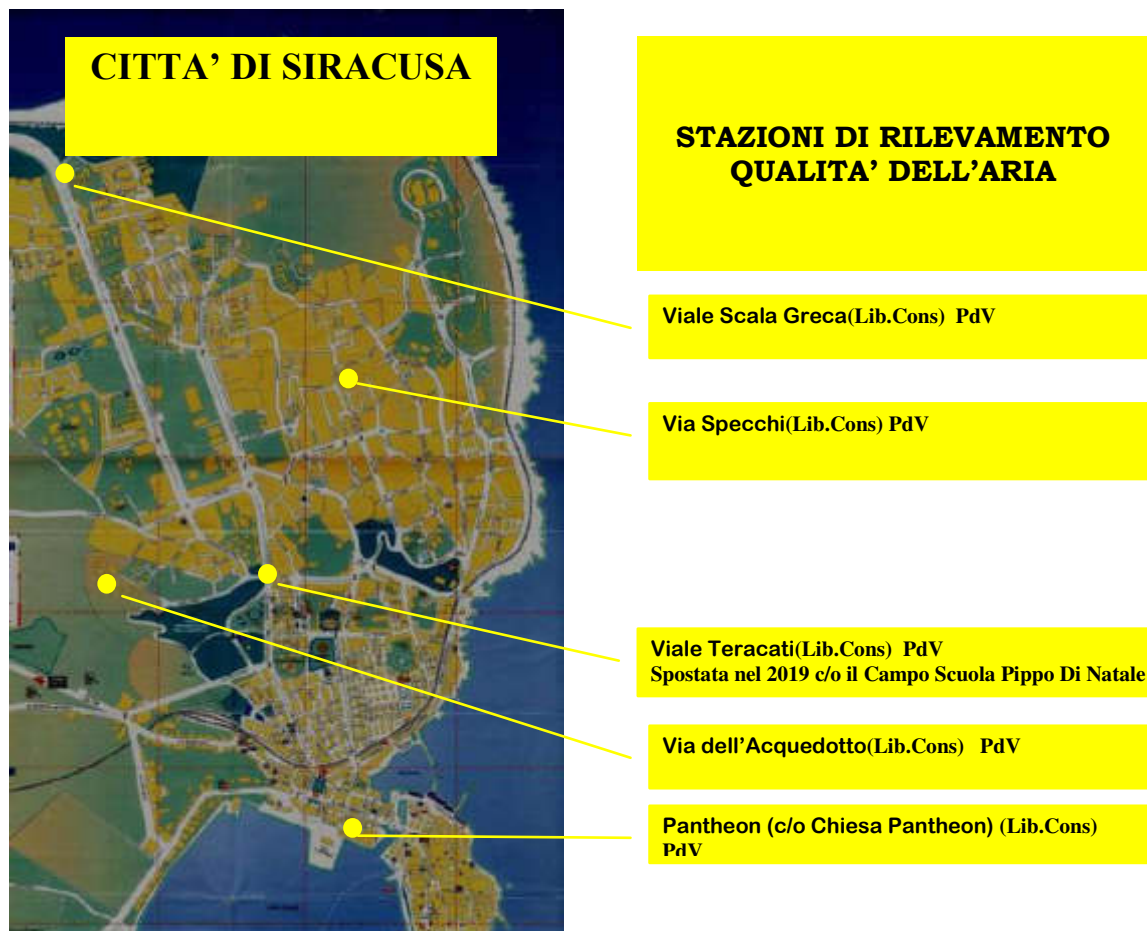 CITTA’ DI SIRACUSA
STAZIONI DI RILEVAMENTO
QUALITA’ DELL’ARIA
Viale Scala Greca(Lib.Cons) PdV
Via Specchi(Lib.Cons) PdV
Viale Teracati(Lib.Cons) PdV
Spostata nel 2019 c/o il Campo Scuola Pippo Di Natale
Via dell’Acquedotto(Lib.Cons) PdV
Pantheon (c/o Chiesa Pantheon) (Lib.Cons)
PdV